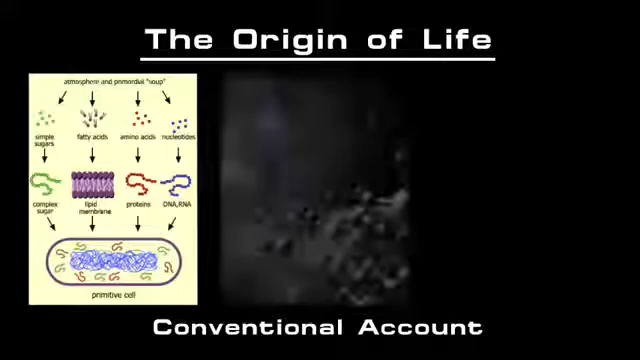 The Origin of Life
atmosphere and primordial "soup"
simple sugars
fatty acids
amino acids
nucleotides
complex sugar
lipid membrane
proteins
DNA,RNA
primitive cell
Conventional Account